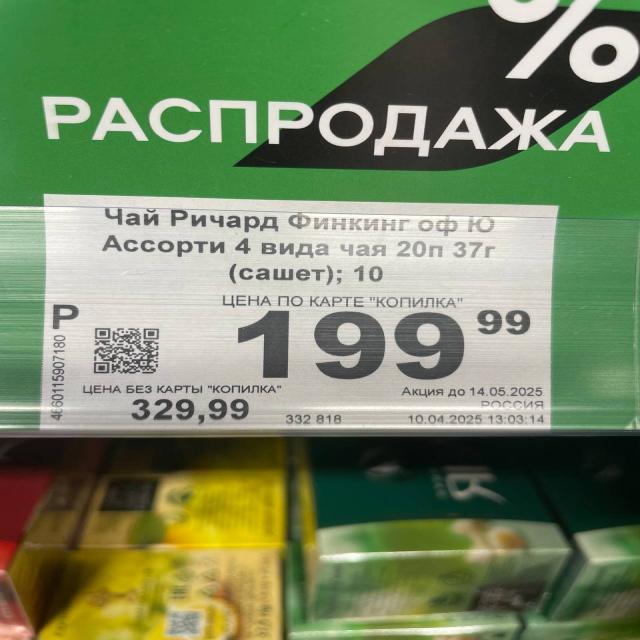 %
РАСПРОДАЖА
Чай Ричард Финкинг оф Ю
Ассорти 4 вида чая 20п 37г
(сашет); 10
ЦЕНА ПО КАРТЕ "КОПИЛКА"
Р
199 99
4660115907180
ЦЕНА БЕЗ КАРТЫ "КОПИЛКА"
329,99
332 818
Акция до 14.05.2025
РОССИЯ
10.04.2025 13:03:14